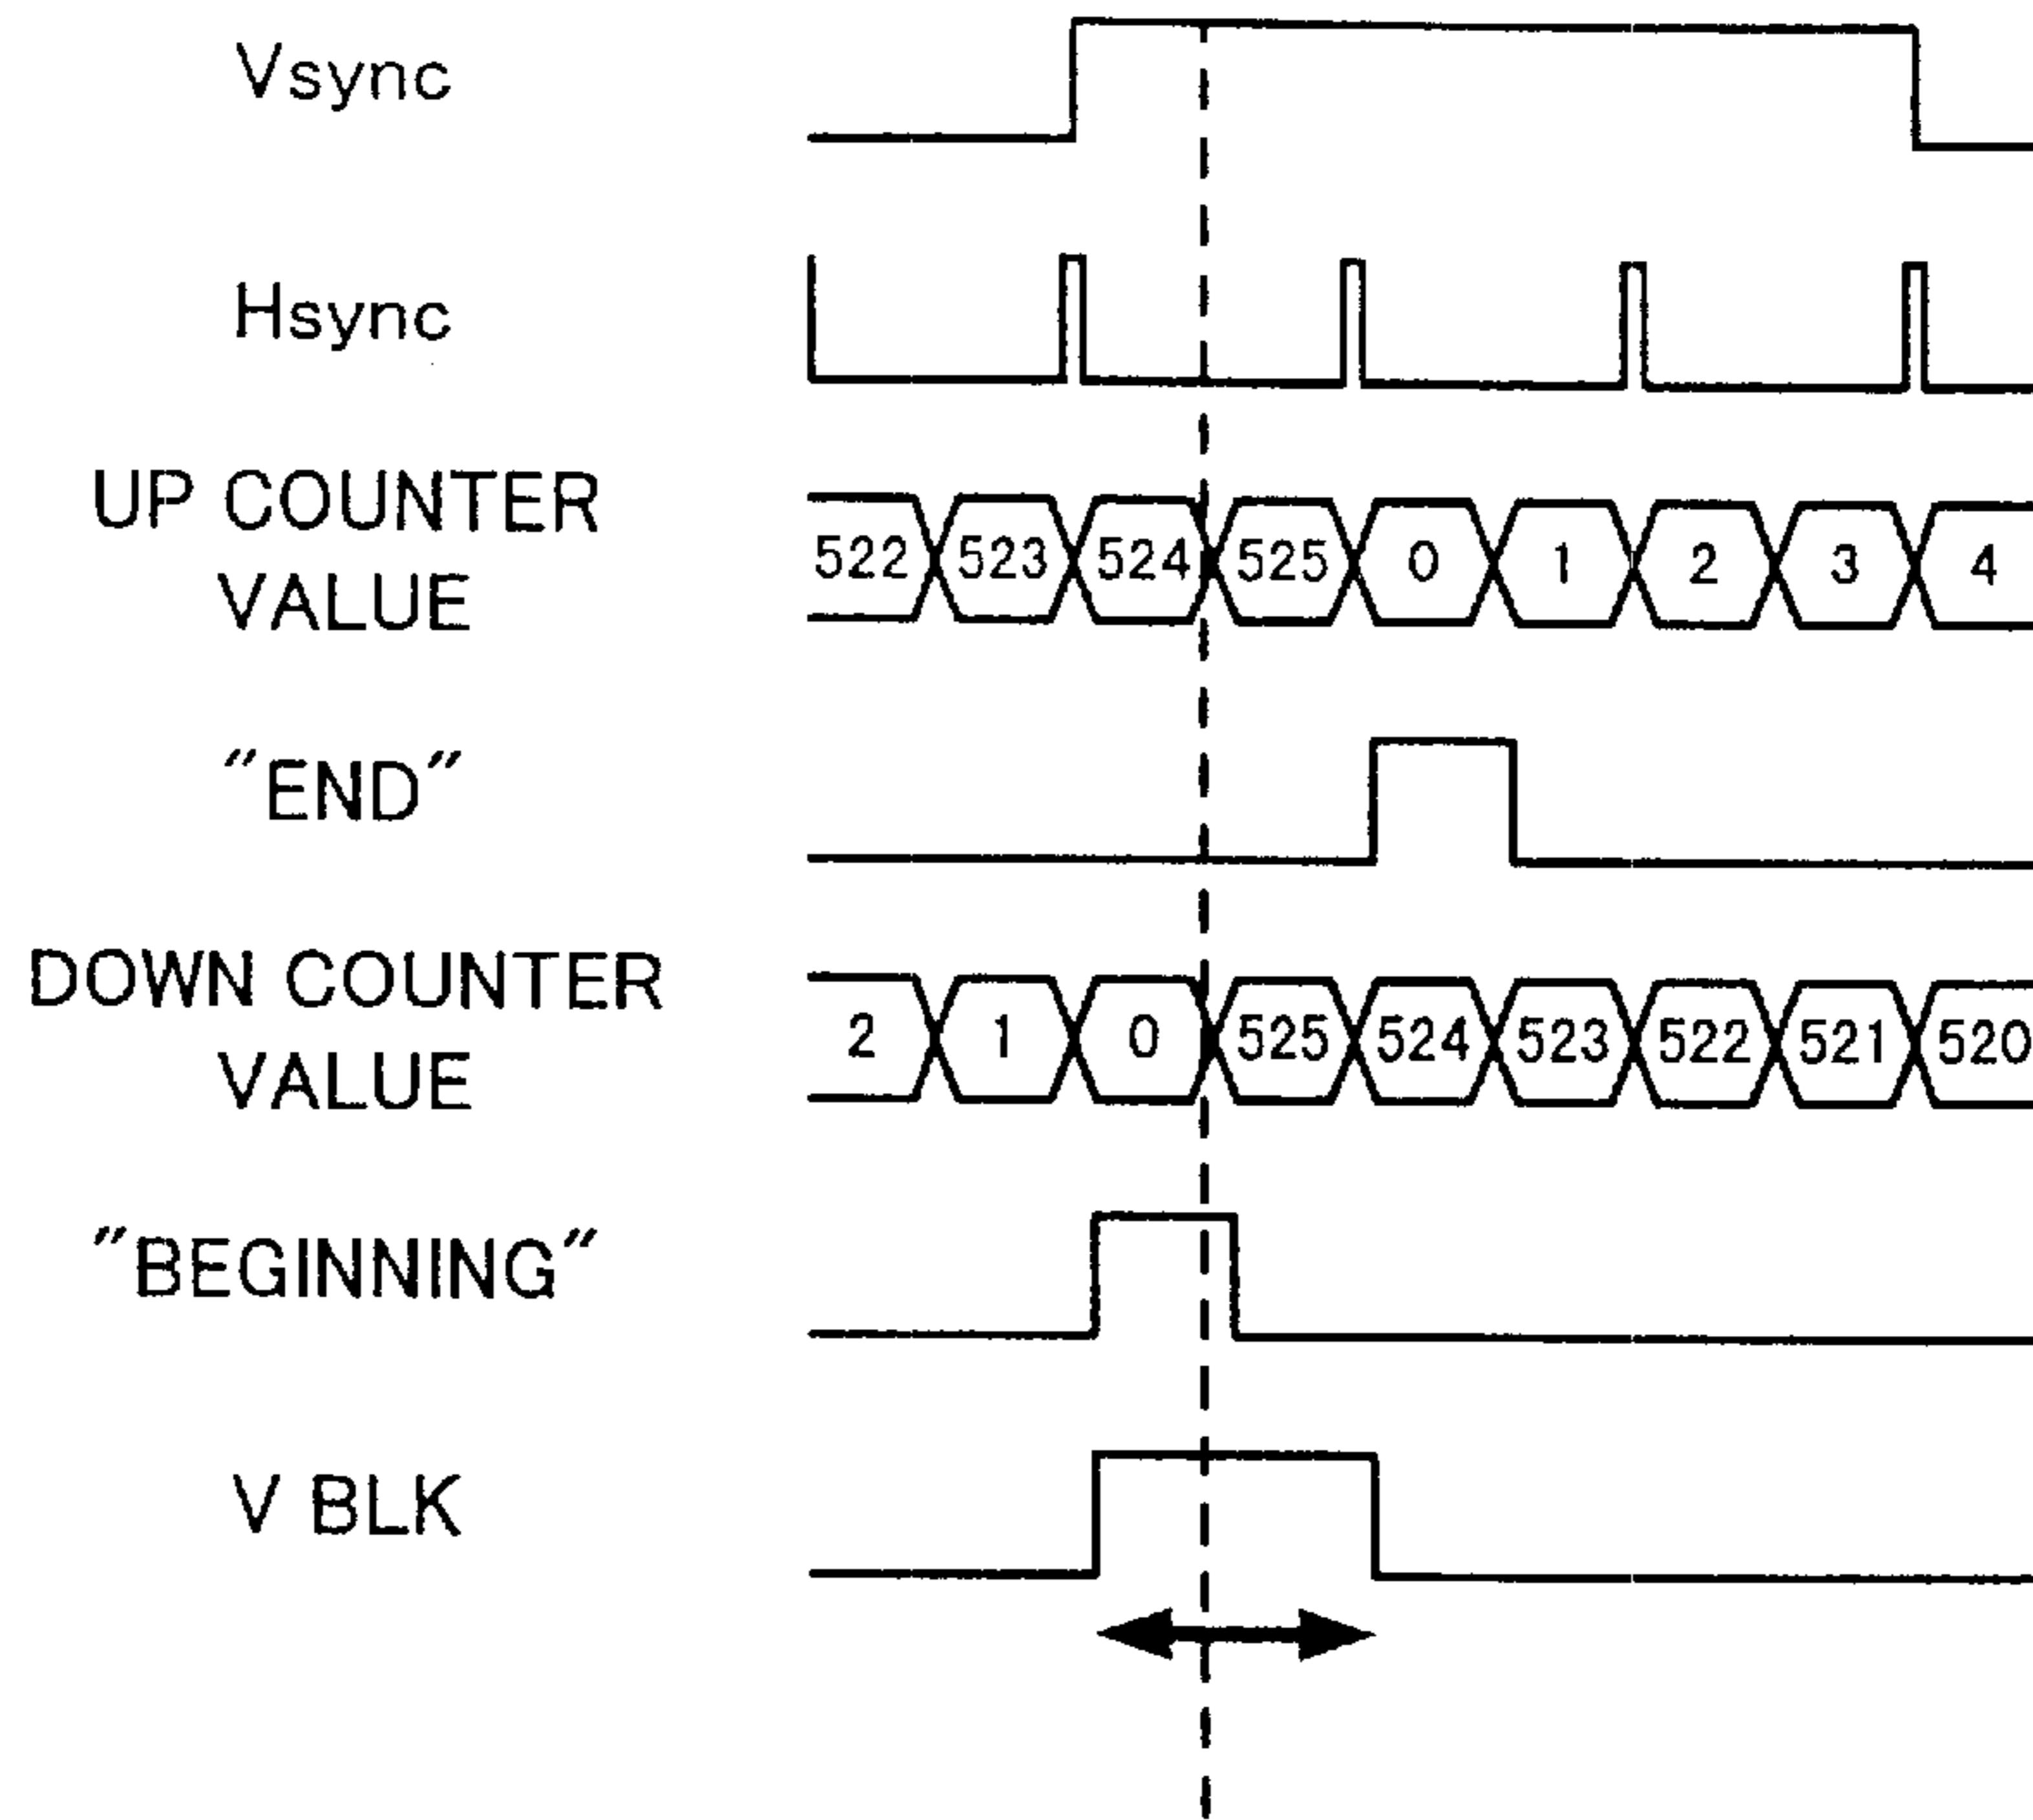 Vsync
Hsync
UP COUNTER
VALUE
522 523 524 525 0 1 2 3 4
"END"
DOWN COUNTER
VALUE
2 1 0 525 524 523 522 521 520
"BEGINNING"
V BLK